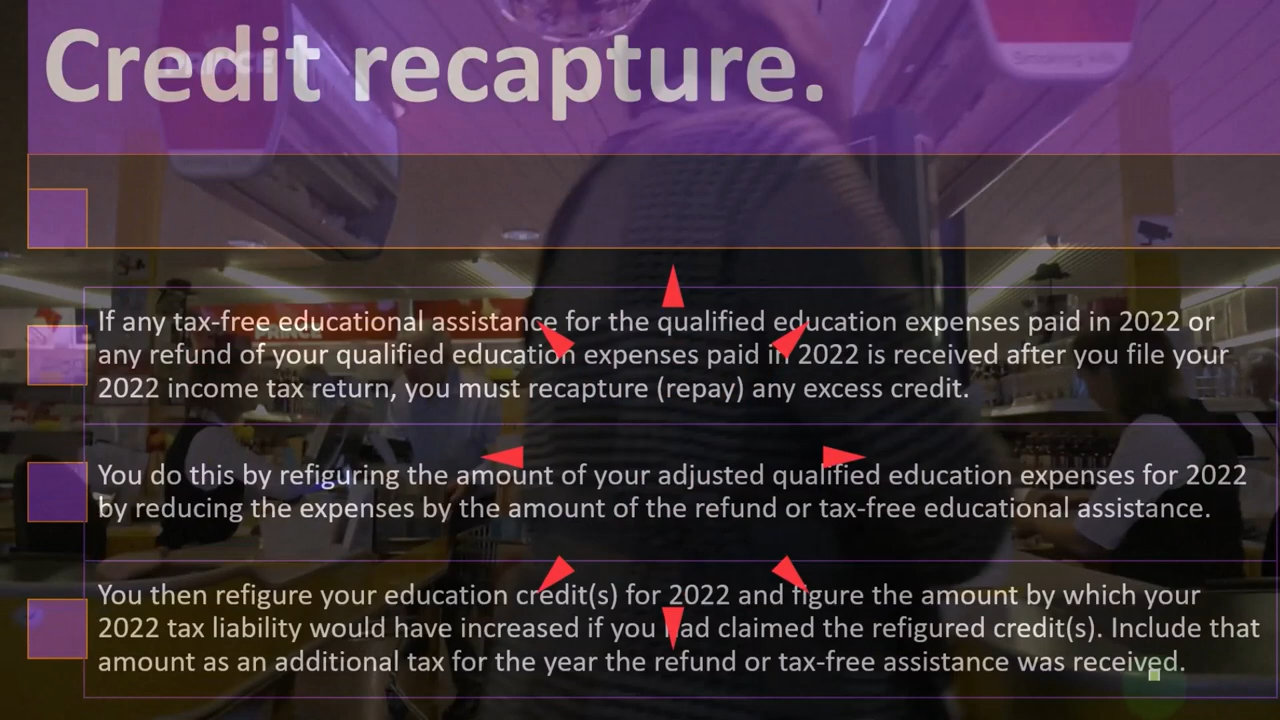 Credit recapture.
If any tax-free educational assistance for the qualified education expenses paid in 2022 or
any refund of your qualified education expenses paid in 2022 is received after you file your
2022 income tax return, you must recapture (repay) any excess credit.
You do this by refiguring the amount of your adjusted qualified education expenses for 2022
by reducing the expenses by the amount of the refund or tax-free educational assistance.
You then refigure your education credit(s) for 2022 and figure the amount by which your
2022 tax liability would have increased if you had claimed the refigured credit(s). Include that
amount as an additional tax for the year the refund or tax-free assistance was received.